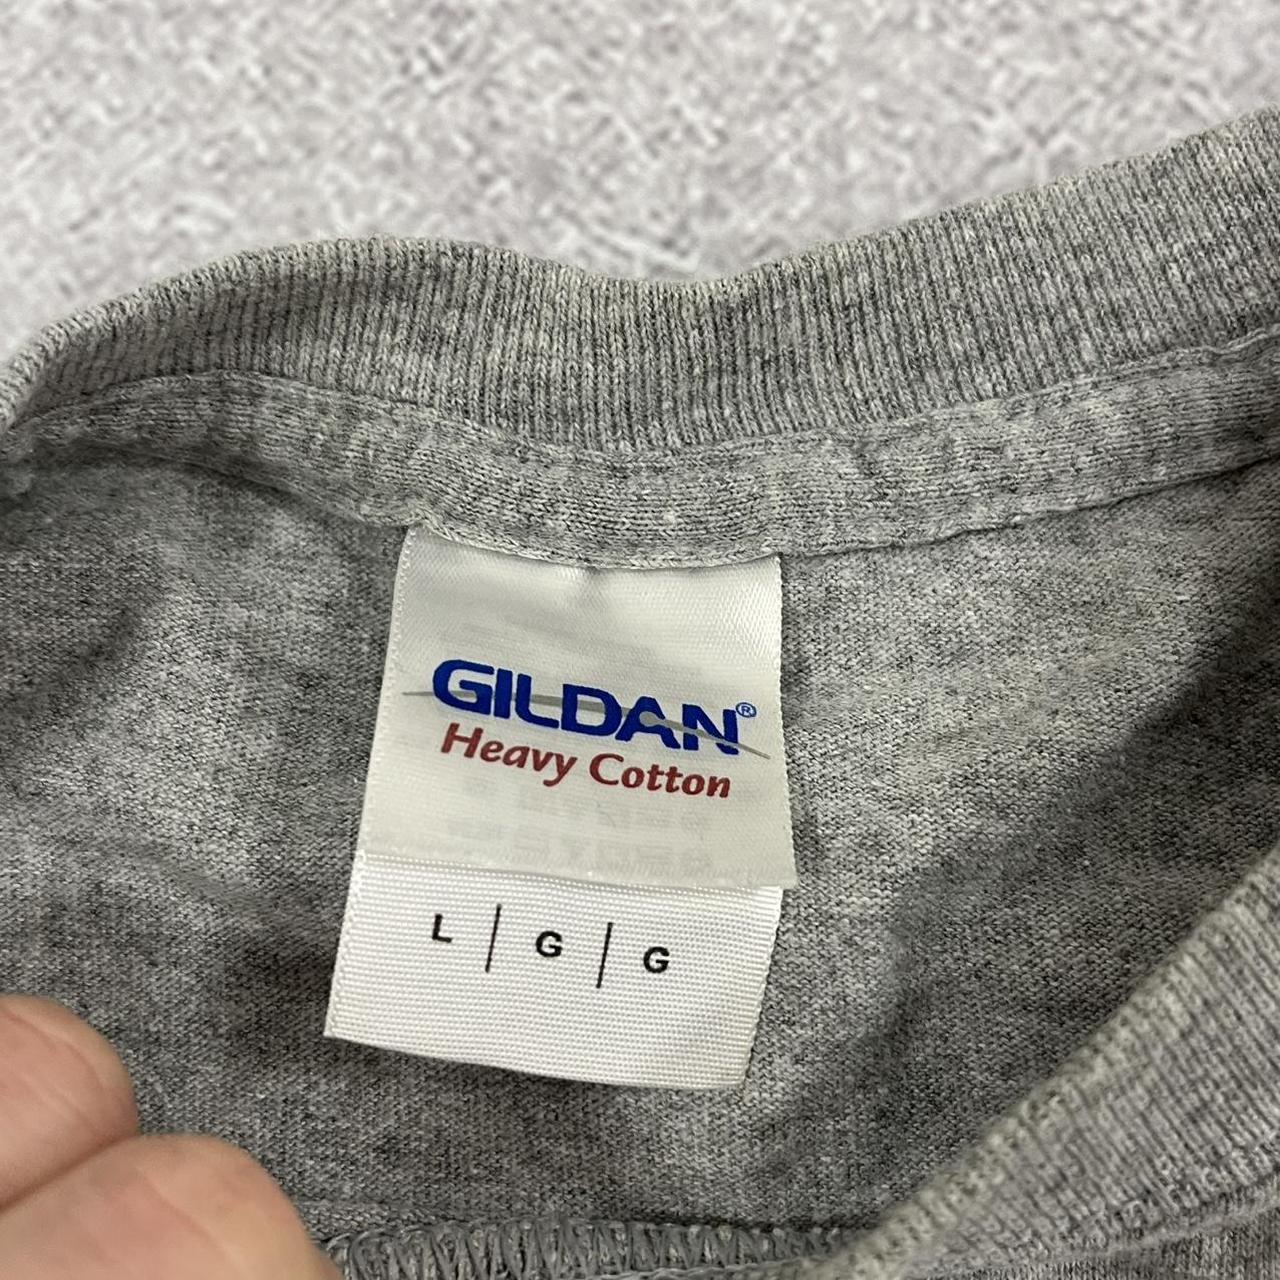 GILDAN®
Heavy Cotton
L | G | G